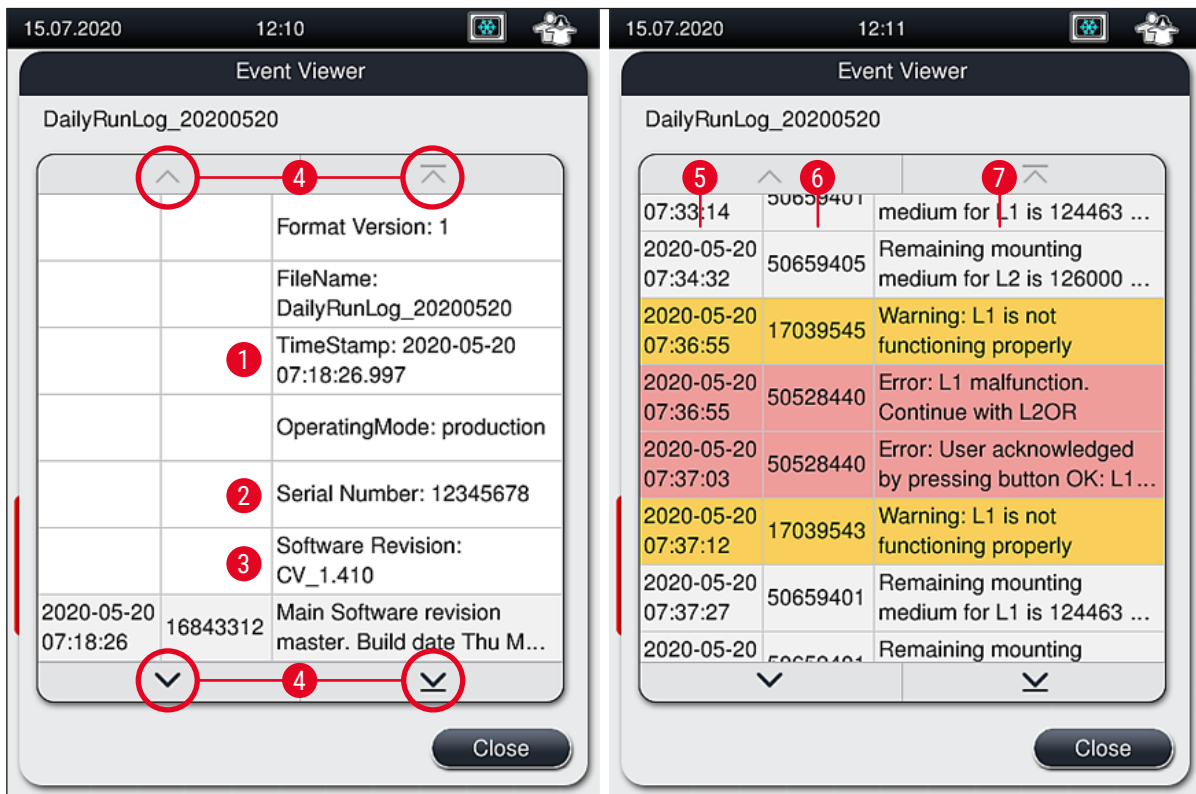 15.07.2020 12:10
Event Viewer
DailyRunLog_20200520
4
Format Version: 1
FileName:
DailyRunLog_20200520
1
TimeStamp: 2020-05-20
07:18:26.997
OperatingMode: production
2
Serial Number: 12345678
3
Software Revision:
CV_1.410
2020-05-20
07:18:26
16843312
Main Software revision
master. Build date Thu M...
4
Close
15.07.2020 12:11
Event Viewer
DailyRunLog_20200520
5 6 7
07:33:14
50659401
medium for L1 is 124463 ...
2020-05-20
07:34:32
50659405
Remaining mounting
medium for L2 is 126000 ...
2020-05-20
07:36:55
17039545
Warning: L1 is not
functioning properly
2020-05-20
07:36:55
50528440
Error: L1 malfunction.
Continue with L2OR
2020-05-20
07:37:03
50528440
Error: User acknowledged
by pressing button OK: L1...
2020-05-20
07:37:12
17039543
Warning: L1 is not
functioning properly
2020-05-20
07:37:27
50659401
Remaining mounting
medium for L1 is 124463 ...
2020-05-20
Remaining mounting
Close